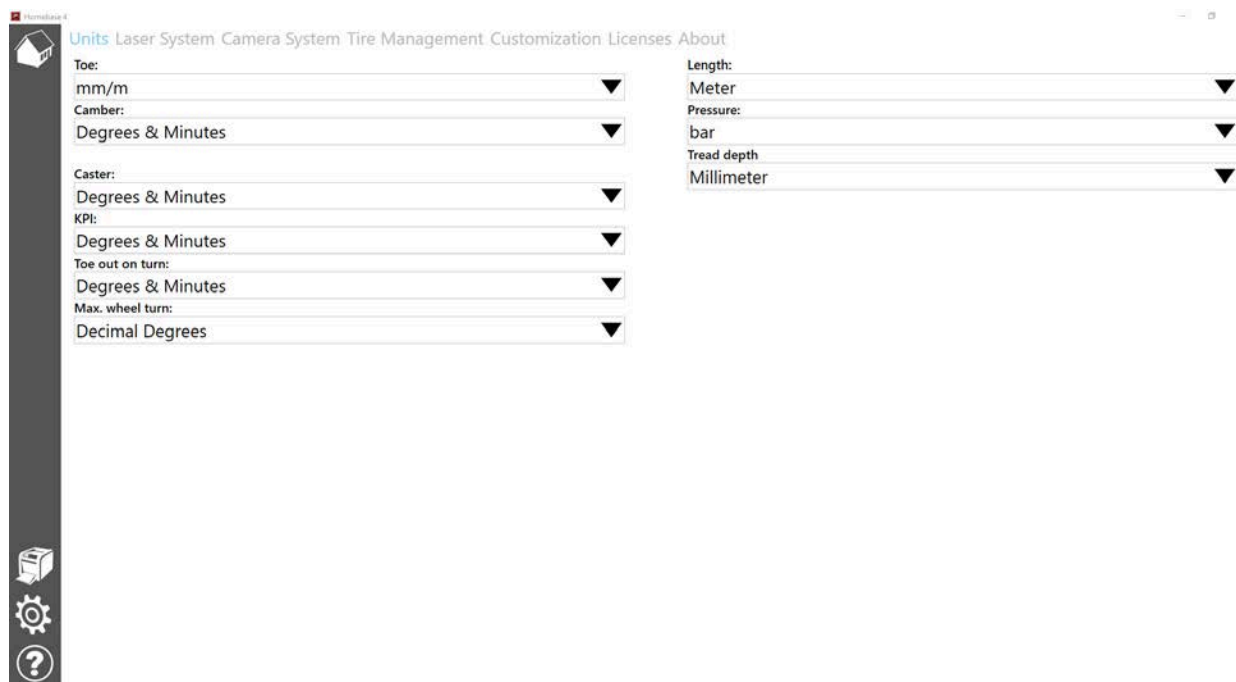 Homebase 4
Units Laser System Camera System Tire Management Customization Licenses About
Toe:
mm/m
Camber:
Degrees & Minutes
Caster:
Degrees & Minutes
KPI:
Degrees & Minutes
Toe out on turn:
Degrees & Minutes
Max. wheel turn:
Decimal Degrees
Length:
Meter
Pressure:
bar
Tread depth
Millimeter
?